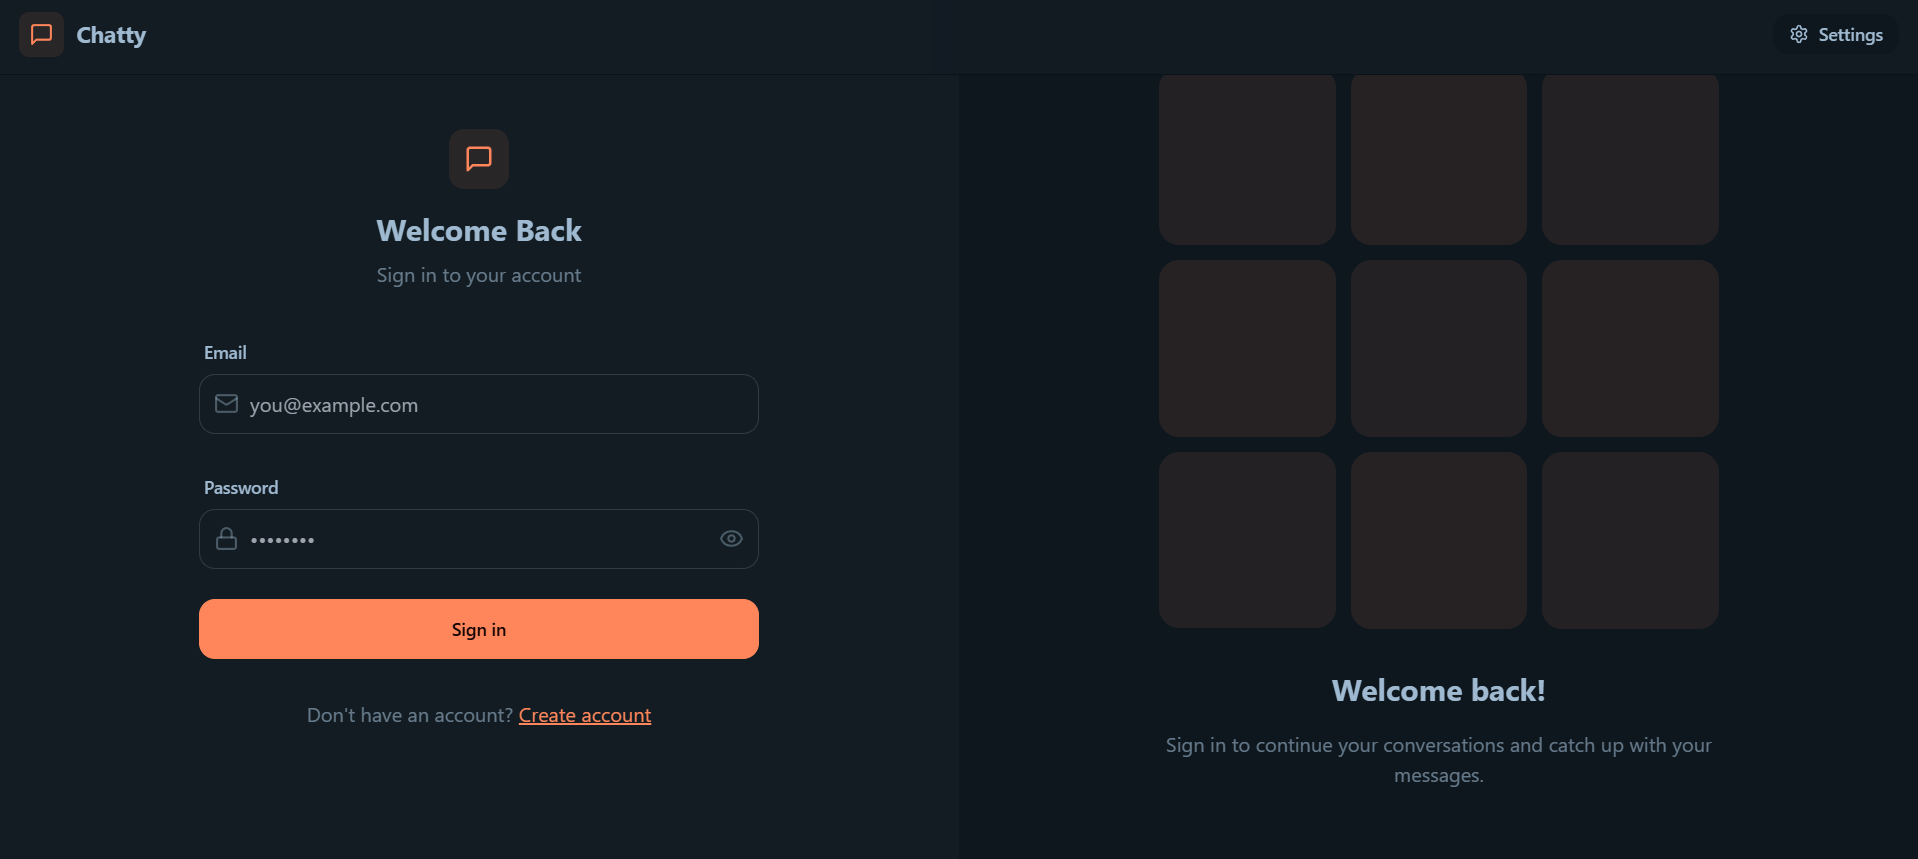 Chatty
Settings
Welcome Back
Sign in to your account
Email
you@example.com
Password
••••••••
Sign in
Don't have an account? Create account
Welcome back!
Sign in to continue your conversations and catch up with your
messages.